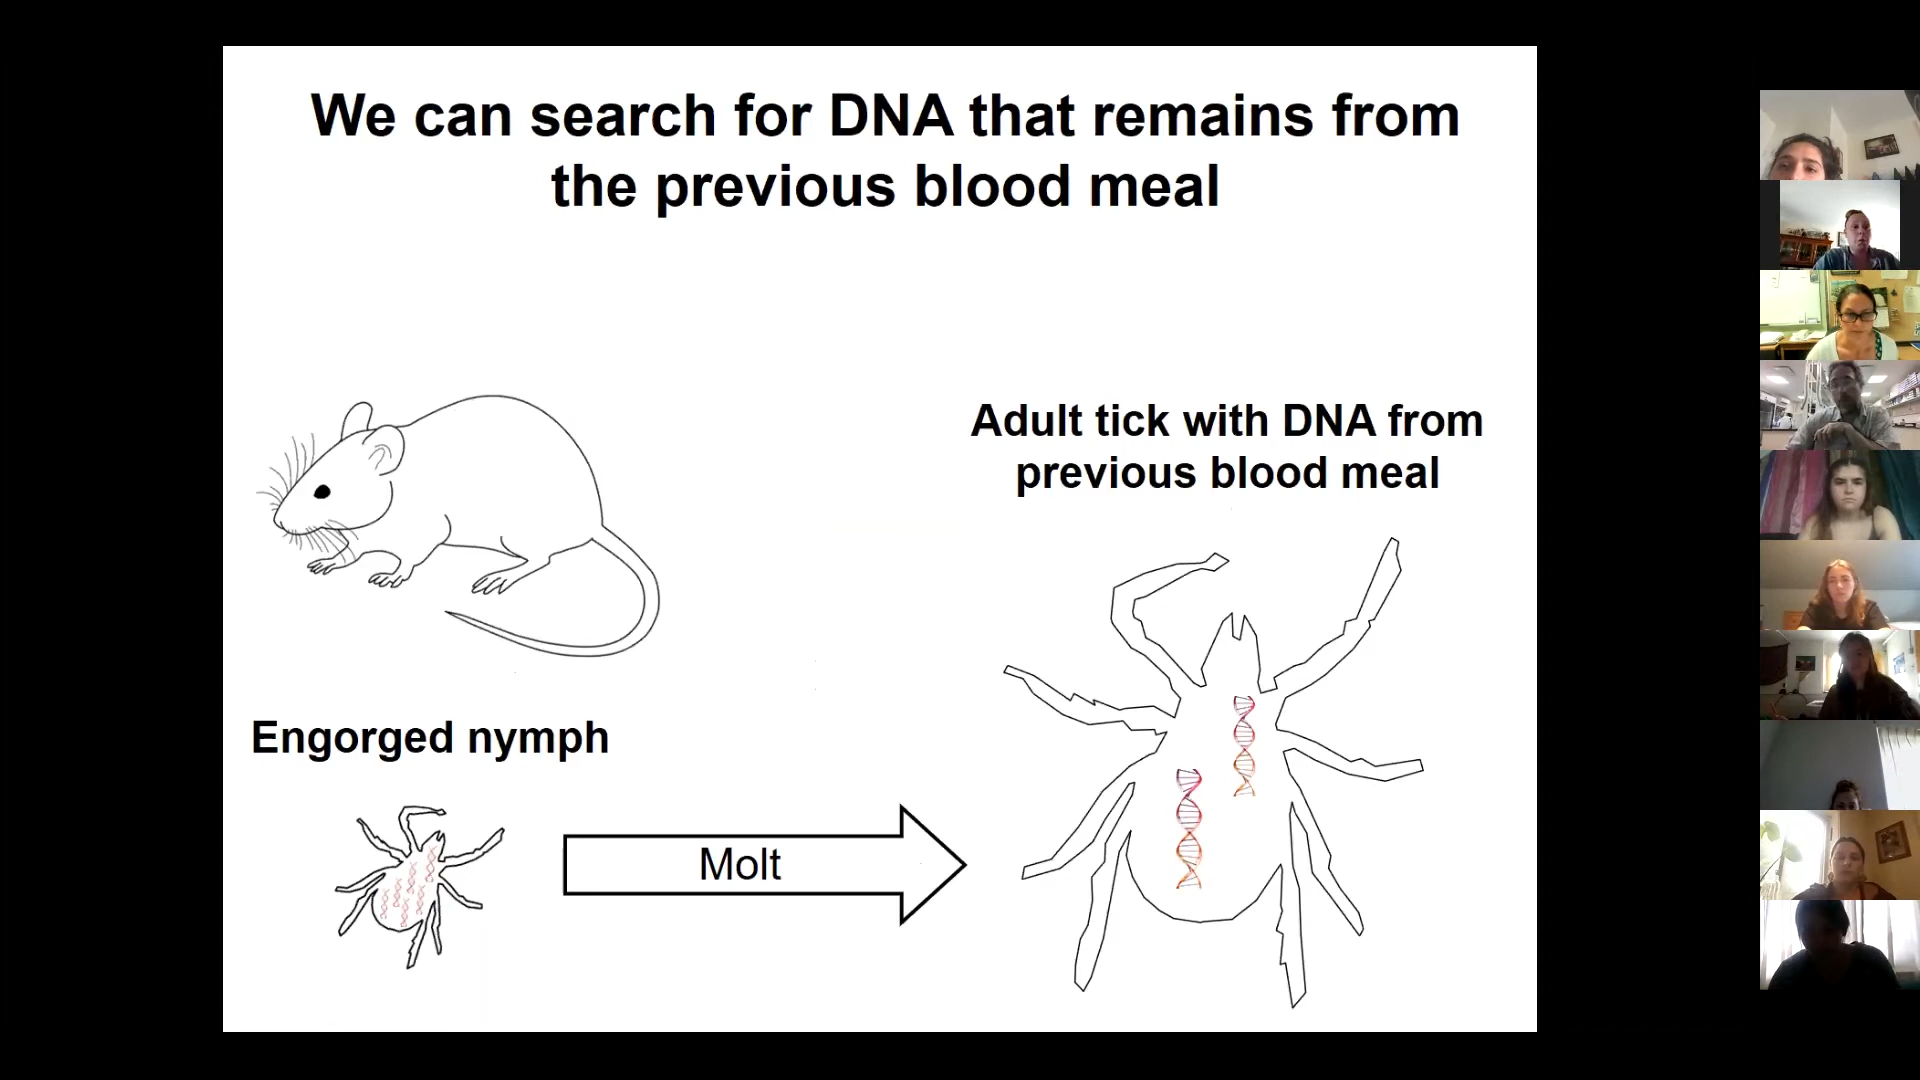 We can search for DNA that remains from
the previous blood meal
Adult tick with DNA from
previous blood meal
Engorged nymph
Molt